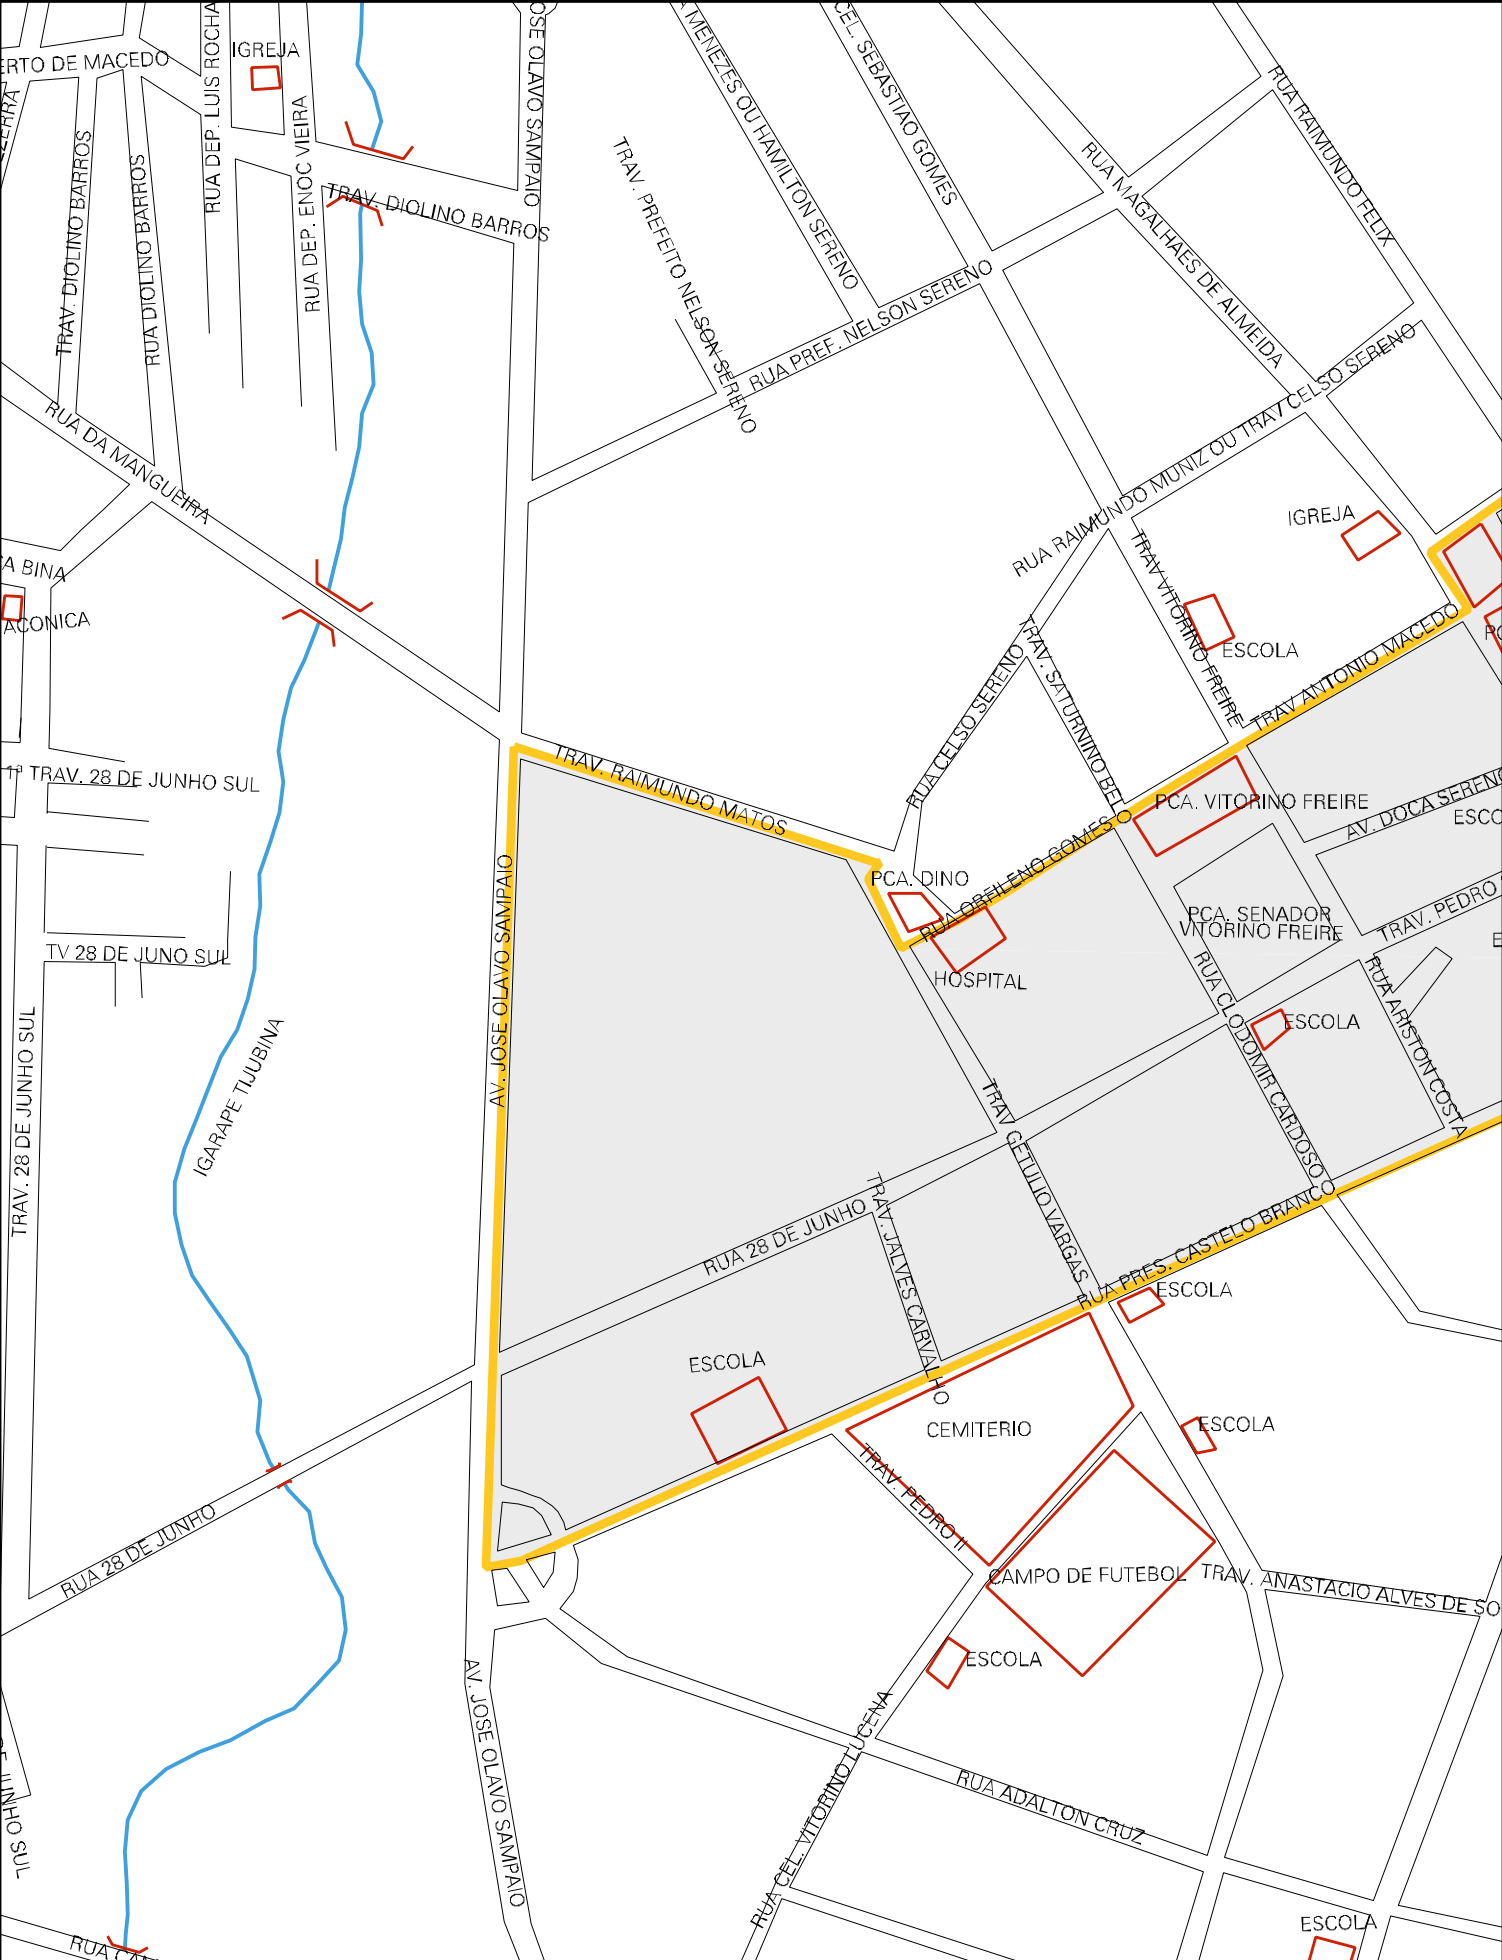 IGREJA
RUA DEP. LUIS ROCHA
ERTO DE MACEDO
TRAV. DIOLINO BARROS
RUA DIOLINO BARROS
RUA DEP. ENOC VIEIRA
TRAV. DIOLINO BARROS
OSE OLAVO SAMPAIO
TRAV. PREFEITO NELSON SERENO
A MENEZES OU HAMILTON SERENO
CEL. SEBASTIAO GOMES
RUA PREF. NELSON SERENO
RUA MAGALHAES DE ALMEIDA
RUA RAIMUNDO FELIX
RUA RAIMUNDO MUNIZ OU TRAV CELSO SERENO
RUA DA MANGUEIRA
IGREJA
TRAV VITORINO FREIRE
ESCOLA
A BINA
ACONICA
TRAV ANTONIO MACEDO
TRAV. SATURNINO BELO
RUA CELSO SERENO
1ª TRAV. 28 DE JUNHO SUL
TRAV. RAIMUNDO MATOS
PCA. VITORINO FREIRE
AV. DOCA SERENO
ESCO
RUA ORFILENO GOMES
PCA. DINO
PCA. SENADOR
VITORINO FREIRE
TRAV. PEDRO
TV 28 DE JUNO SUL
HOSPITAL
AV. JOSE OLAVO SAMPAIO
RUA CLODOMIR CARDOSO
ESCOLA
RUA ARISTON COSTA
TRAV. 28 DE JUNHO SUL
IGARAPE TIJUBINA
TRAV GETULIO VARGAS
TRAV. JALVES CARVALHO
RUA 28 DE JUNHO
RUA PRES. CASTELO BRANCO
ESCOLA
ESCOLA
CEMITERIO
ESCOLA
TRAV. PEDRO II
RUA 28 DE JUNHO
CAMPO DE FUTEBOL
TRAV. ANASTACIO ALVES DE SO
ESCOLA
AV. JOSE OLAVO SAMPAIO
RUA CEL. VITORINO LUCENA
RUA ADALTON CRUZ
ESCOLA
JUNHO SUL